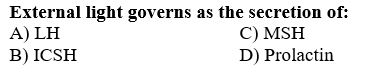 External light governs as the secretion of:
A) LH C) MSH
B) ICSH D) Prolactin